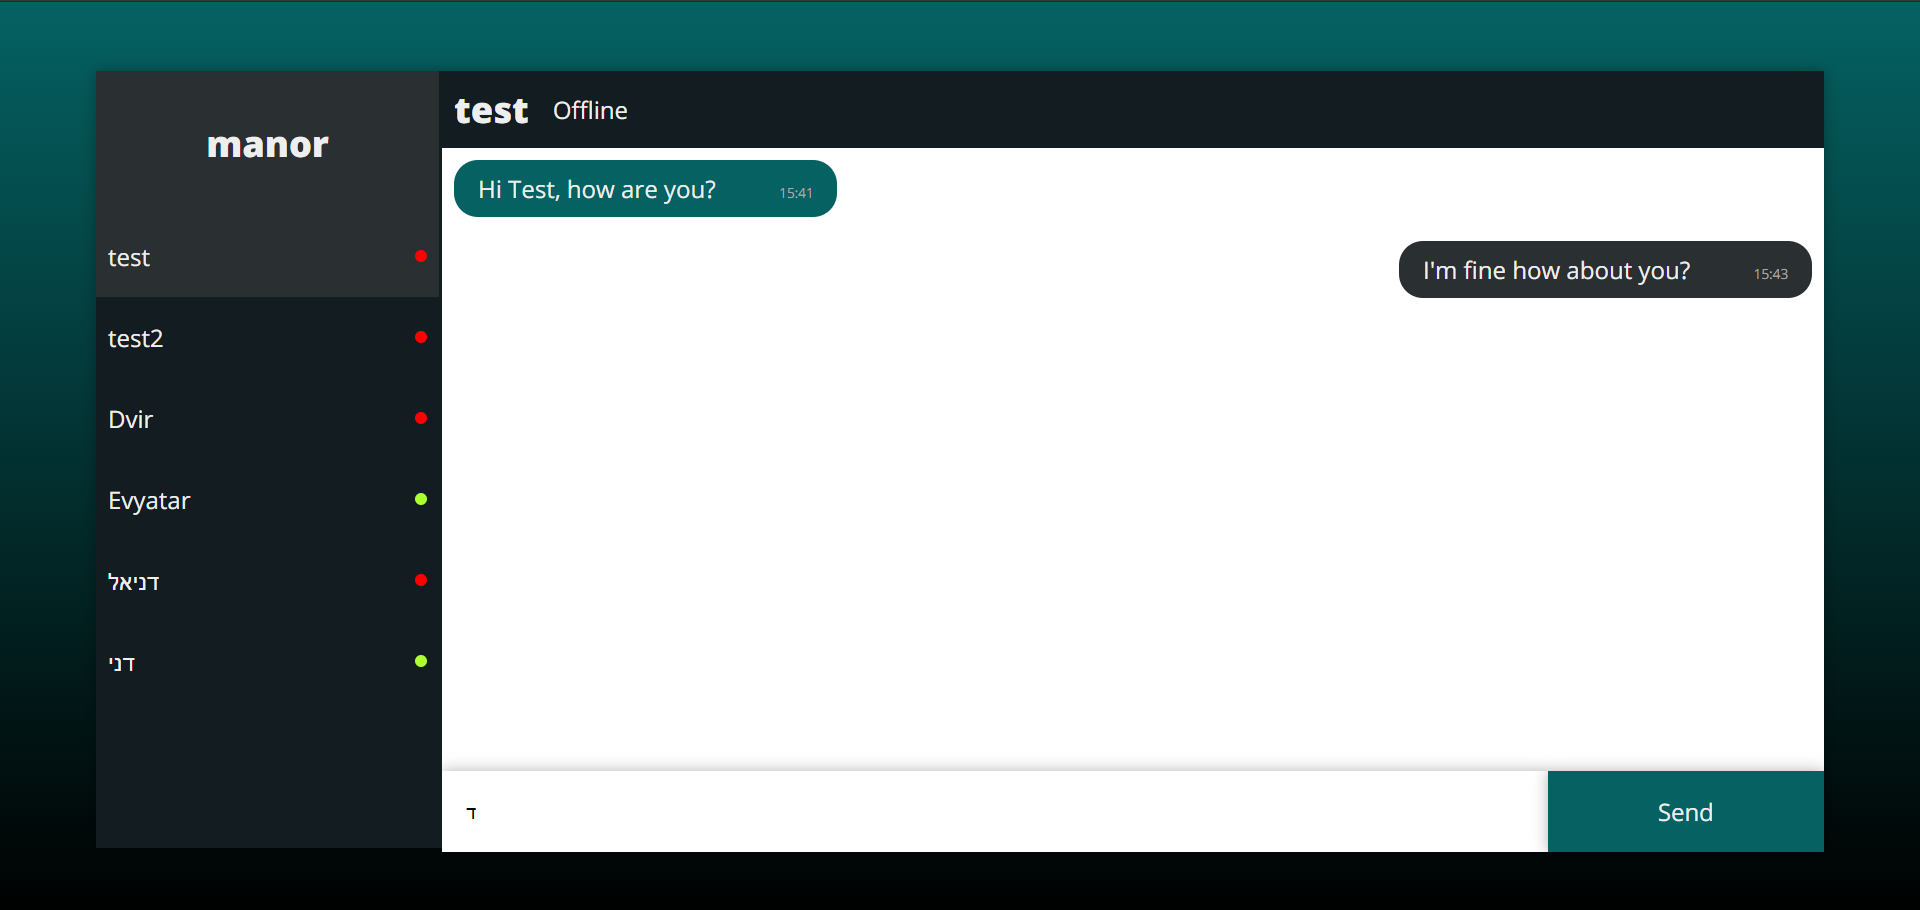 manor
test
test2
Dvir
Evyatar
דניאל
דני
test Offline
Hi Test, how are you? 15:41
I'm fine how about you? 15:43
ד
Send